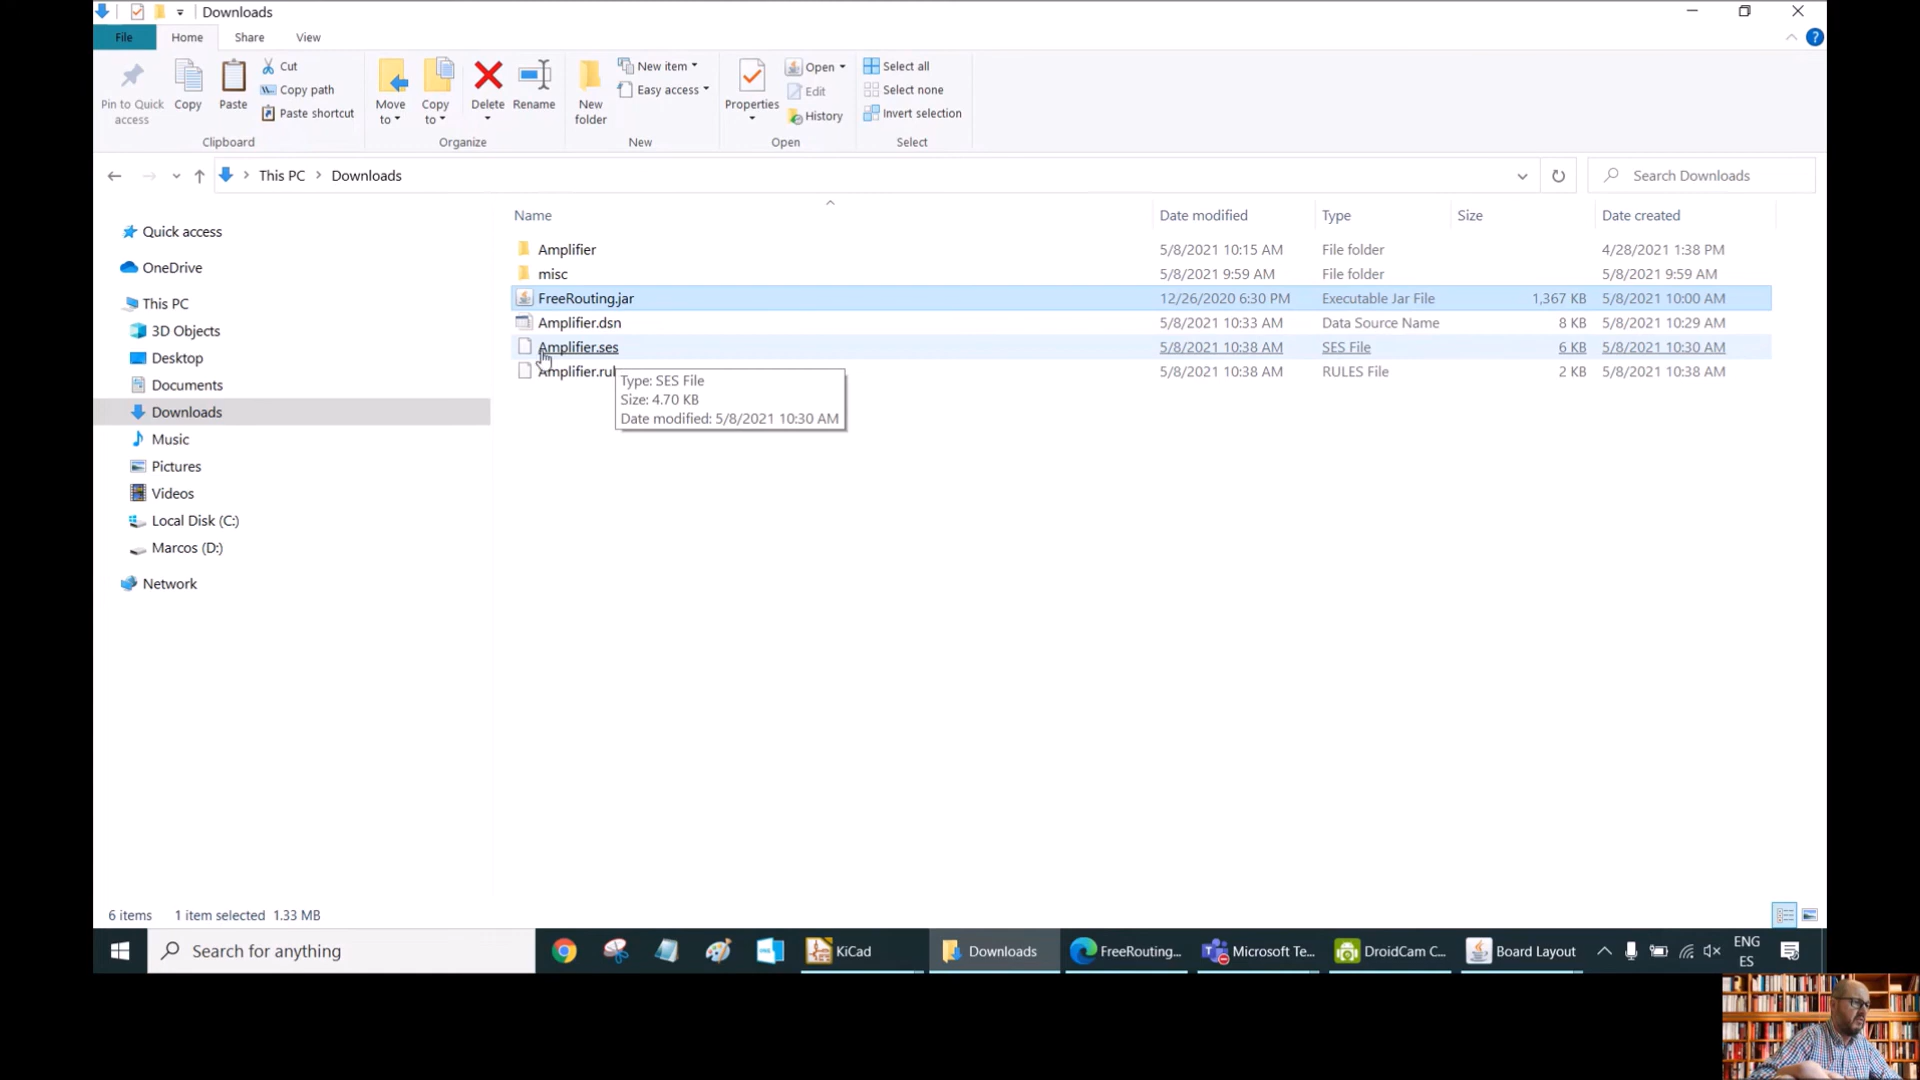 Downloads
File Home Share View
Pin to Quick access
Copy
Paste
Cut
Copy path
Paste shortcut
Clipboard
Move to
Copy to
Delete
Rename
Organize
New folder
New item
Easy access
New
Properties
Open
Edit
History
Open
Select all
Select none
Invert selection
Select
This PC > Downloads
Search Downloads
Quick access
OneDrive
This PC
3D Objects
Desktop
Documents
Downloads
Music
Pictures
Videos
Local Disk (C:)
Marcos (D:)
Network
Name Date modified Type Size Date created
Amplifier 5/8/2021 10:15 AM File folder 4/28/2021 1:38 PM
misc 5/8/2021 9:59 AM File folder 5/8/2021 9:59 AM
FreeRouting.jar 12/26/2020 6:30 PM Executable Jar File 1,367 KB 5/8/2021 10:00 AM
Amplifier.dsn 5/8/2021 10:33 AM Data Source Name 8 KB 5/8/2021 10:29 AM
Amplifier.ses 5/8/2021 10:38 AM SES File 6 KB 5/8/2021 10:30 AM
Amplifier.rul 5/8/2021 10:38 AM RULES File 2 KB 5/8/2021 10:38 AM
Type: SES File
Size: 4.70 KB
Date modified: 5/8/2021 10:30 AM
6 items 1 item selected 1.33 MB
Search for anything
KiCad
Downloads
FreeRouting...
Microsoft Te...
DroidCam C...
Board Layout
ENG
ES